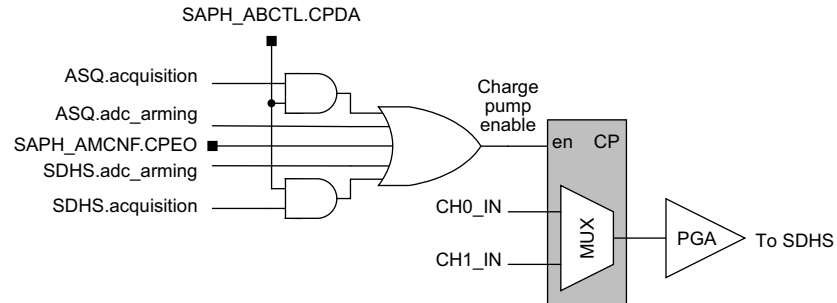 SAPH_ABCTL.CPDA
ASQ.acquisition
ASQ.adc_arming
SAPH_AMCNF.CPEO
SDHS.adc_arming
SDHS.acquisition
Charge
pump
enable
en CP
CH0_IN
CH1_IN
MUX
PGA
To SDHS